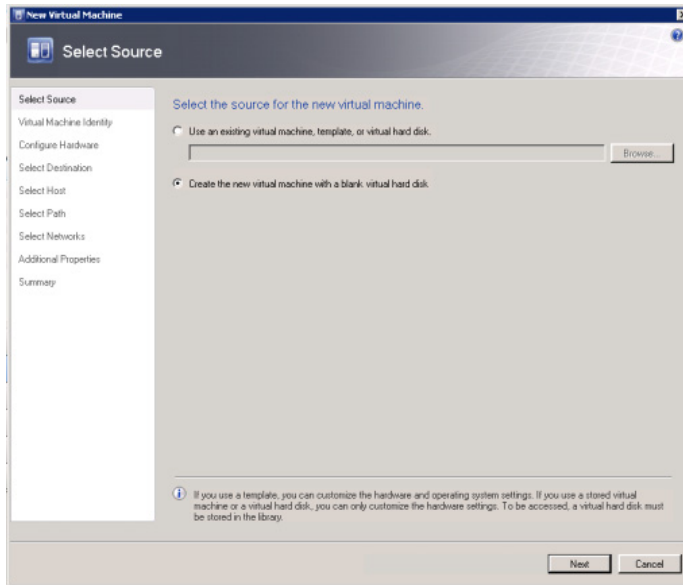 New Virtual Machine
Select Source
Select Source
Virtual Machine Identity
Configure Hardware
Select Destination
Select Host
Select Path
Select Networks
Additional Properties
Summary
Select the source for the new virtual machine.
Use an existing virtual machine, template, or virtual hard disk.
Browse...
Create the new virtual machine with a blank virtual hard disk
If you use a template, you can customize the hardware and operating system settings. If you use a stored virtual
machine or a virtual hard disk, you can only customize the hardware settings. To be accessed, a virtual hard disk must
be stored in the library.
Next
Cancel